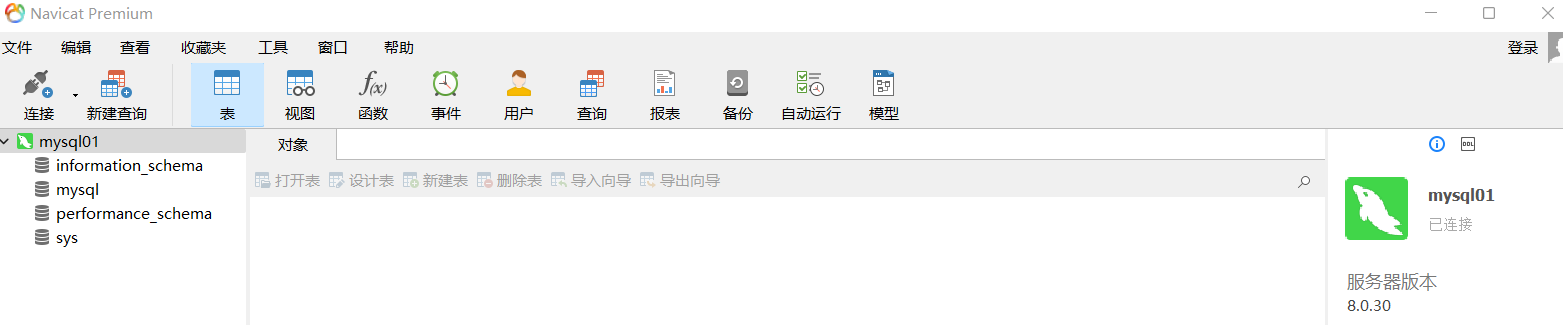 Navicat Premium
文件 编辑 查看 收藏夹 工具 窗口 帮助 登录
连接 新建查询 表 视图 f(x) 函数 事件 用户 查询 报表 备份 自动运行 模型
mysql01
information_schema
mysql
performance_schema
sys
对象
打开表 设计表 新建表 删除表 导入向导 导出向导
DDL
mysql01
已连接
服务器版本
8.0.30